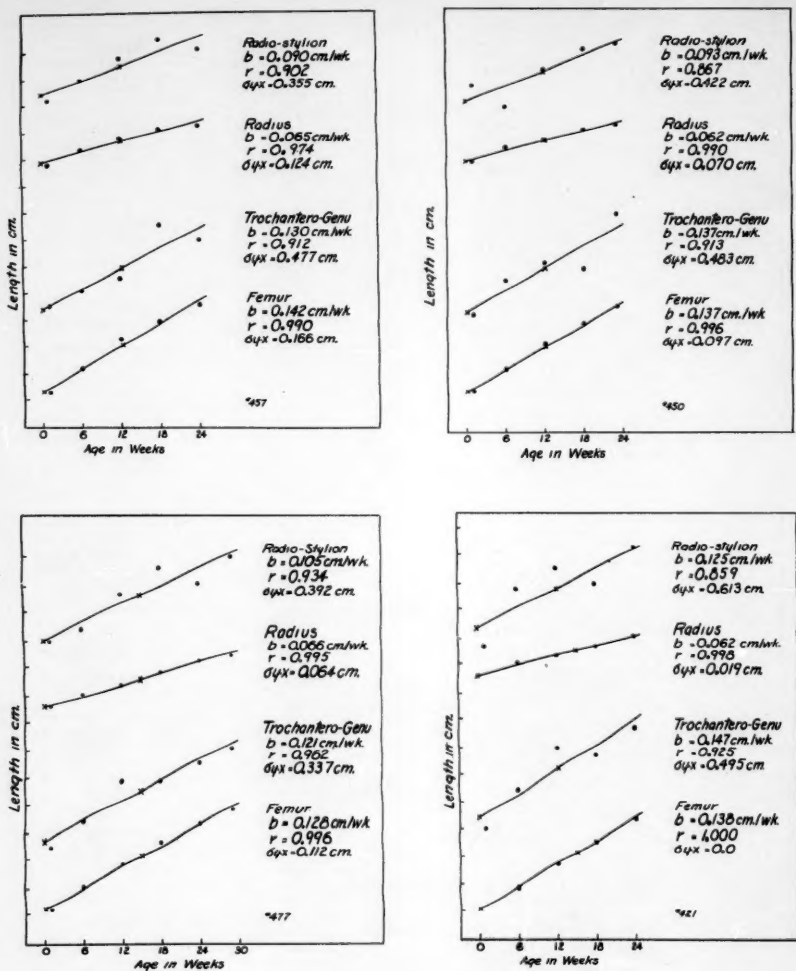 Radio-stylion
b = 0.090 cm/wk
r = 0.902
σyx = 0.355 cm.
Radius
b = 0.065 cm/wk
r = 0.974
σyx = 0.124 cm.
Trochantero-Genu
b = 0.130 cm/wk
r = 0.912
σyx = 0.477 cm.
Femur
b = 0.142 cm/wk
r = 0.990
σyx = 0.166 cm.
#457
Length in cm.
0 6 12 18 24
Age in Weeks
Radio-stylion
b = 0.093 cm/wk.
r = 0.867
σyx = 0.422 cm.
Radius
b = 0.062 cm/wk
r = 0.990
σyx = 0.070 cm.
Trochantero-Genu
b = 0.137 cm/wk
r = 0.913
σyx = 0.483 cm.
Femur
b = 0.137 cm/wk
r = 0.996
σyx = 0.097 cm.
#450
Length in cm.
0 6 12 18 24
Age in Weeks
Radio-Stylion
b = 0.105 cm/wk.
r = 0.934
σyx = 0.392 cm.
Radius
b = 0.066 cm/wk
r = 0.995
σyx = 0.064 cm.
Trochantero-Genu
b = 0.121 cm/wk.
r = 0.962
σyx = 0.337 cm.
Femur
b = 0.128 cm/wk
r = 0.996
σyx = 0.112 cm.
#477
Length in cm.
0 6 12 18 24 30
Age in Weeks
Radio-stylion
b = 0.125 cm/wk.
r = 0.859
σyx = 0.613 cm.
Radius
b = 0.062 cm/wk
r = 0.998
σyx = 0.019 cm.
Trochantero-Genu
b = 0.147 cm/wk
r = 0.925
σyx = 0.495 cm.
Femur
b = 0.138 cm/wk
r = 1.000
σyx = 0.0
#421
Length in cm.
0 6 12 18 24
Age in Weeks